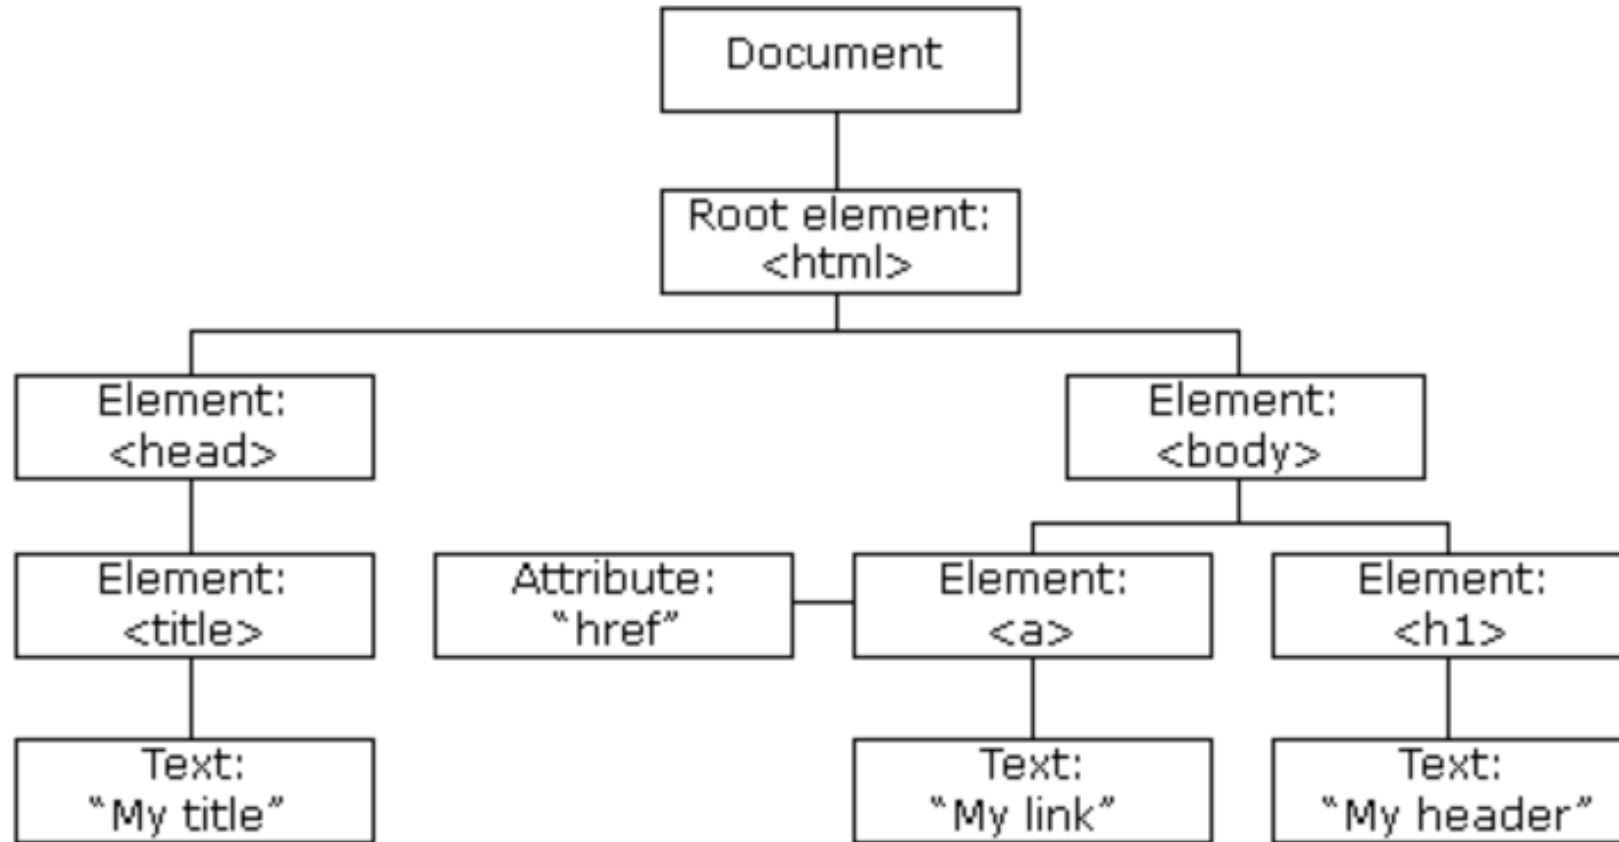 Document
Root element:
<html>
Element:
<head>
Element:
<body>
Element:
<title>
Attribute:
“href”
Element:
<a>
Element:
<h1>
Text:
“My title”
Text:
“My link”
Text:
“My header”